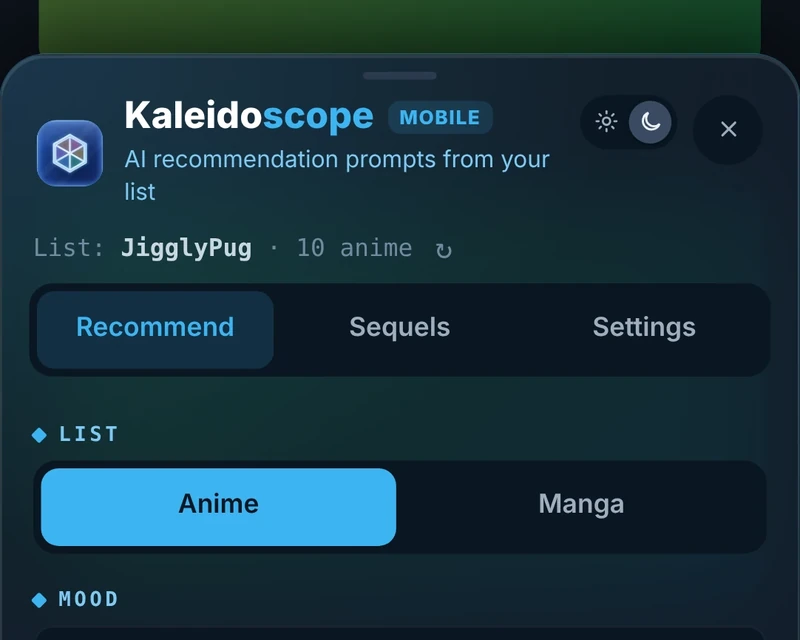 Kaleidoscope MOBILE
AI recommendation prompts from your
list
List: JigglyPug · 10 anime ↻
Recommend Sequels Settings
LIST
Anime Manga
MOOD